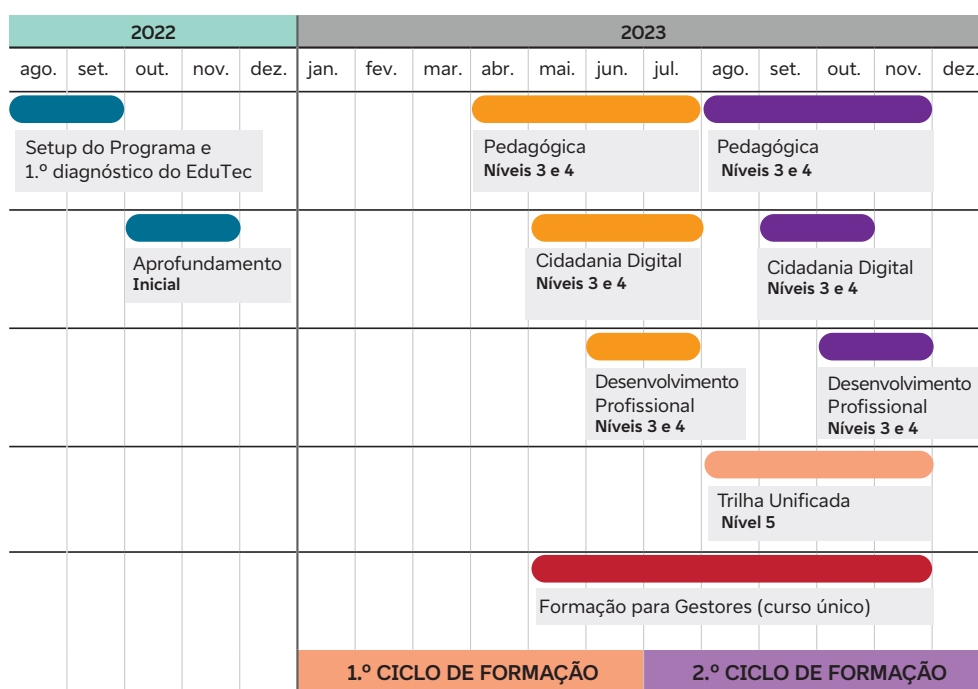 2022
2023
ago. set. out. nov. dez. jan. fev. mar. abr. mai. jun. jul. ago. set. out. nov. dez.
Setup do Programa e
1.º diagnóstico do EduTec
Pedagógica
Níveis 3 e 4
Pedagógica
Níveis 3 e 4
Aprofundamento
Inicial
Cidadania Digital
Níveis 3 e 4
Cidadania Digital
Níveis 3 e 4
Desenvolvimento
Profissional
Níveis 3 e 4
Desenvolvimento
Profissional
Níveis 3 e 4
Trilha Unificada
Nível 5
Formação para Gestores (curso único)
1.º CICLO DE FORMAÇÃO
2.º CICLO DE FORMAÇÃO